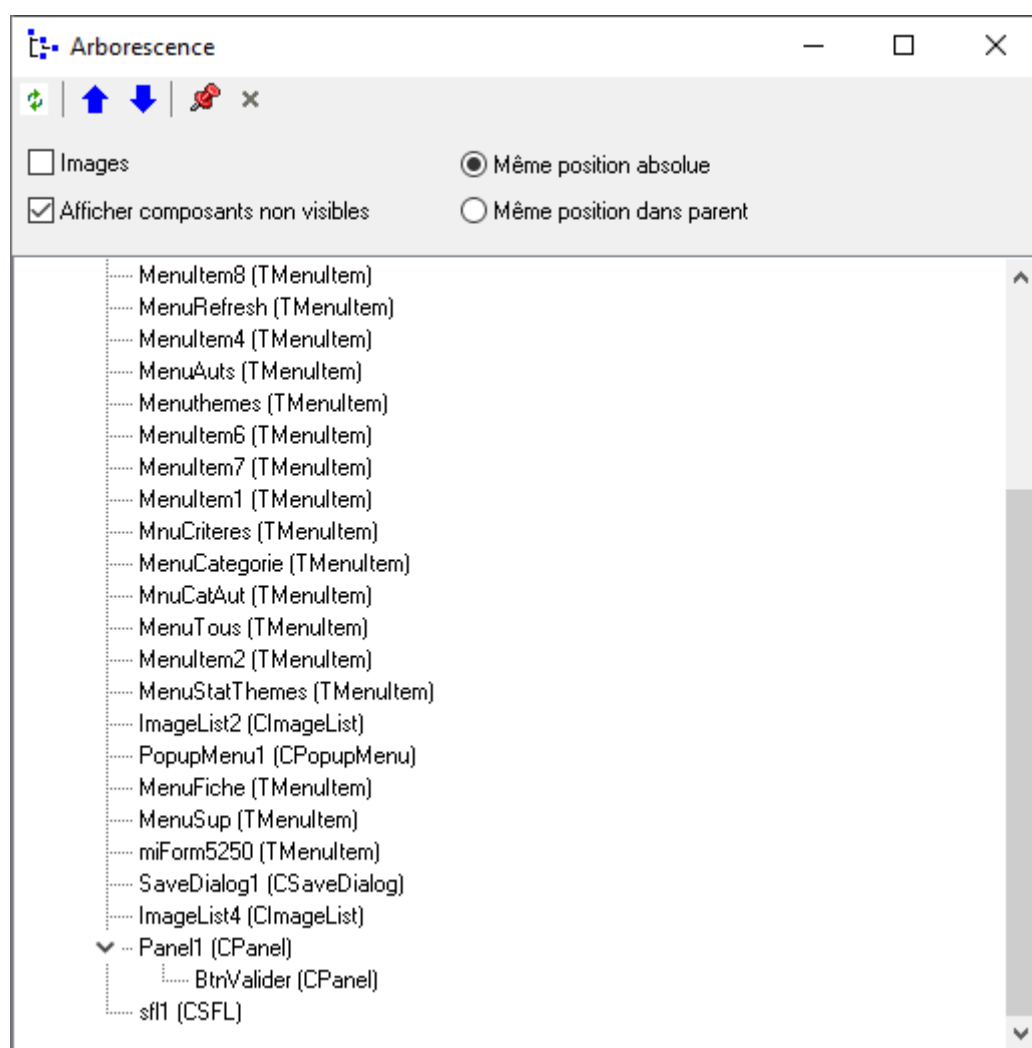 Arborescence
Images
Même position absolue
Afficher composants non visibles
Même position dans parent
MenuItem8 (TMenuItem)
MenuRefresh (TMenuItem)
MenuItem4 (TMenuItem)
MenuAuts (TMenuItem)
Menuthemes (TMenuItem)
MenuItem6 (TMenuItem)
MenuItem7 (TMenuItem)
MenuItem1 (TMenuItem)
MnuCriteres (TMenuItem)
MenuCategorie (TMenuItem)
MnuCatAut (TMenuItem)
MenuTous (TMenuItem)
MenuItem2 (TMenuItem)
MenuStatThemes (TMenuItem)
ImageList2 (CImageList)
PopupMenu1 (CPopupMenu)
MenuFiche (TMenuItem)
MenuSup (TMenuItem)
miForm5250 (TMenuItem)
SaveDialog1 (CSaveDialog)
ImageList4 (CImageList)
Panel1 (CPanel)
BtnValider (CPanel)
sfl1 (CSFL)